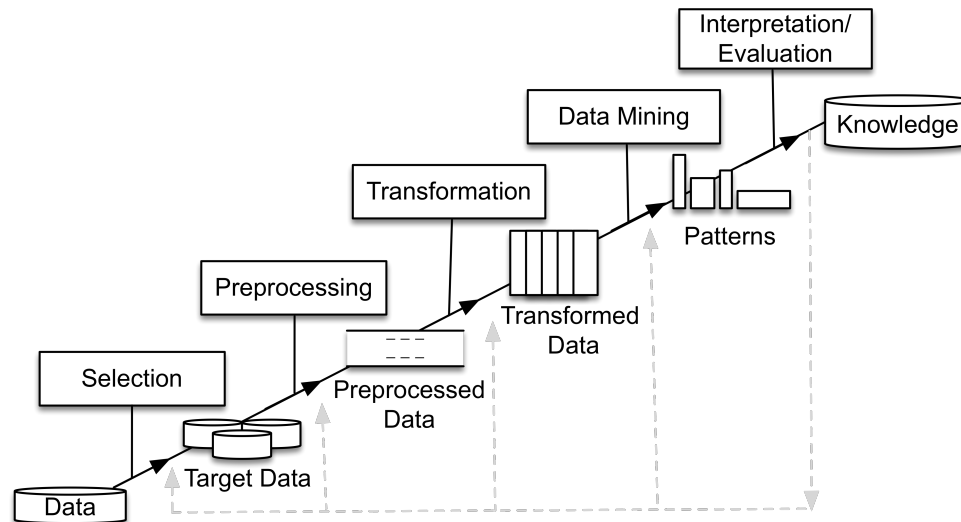 Interpretation/
Evaluation
Data Mining
Knowledge
Transformation
Patterns
Preprocessing
Transformed
Data
Selection
Preprocessed
Data
Target Data
Data